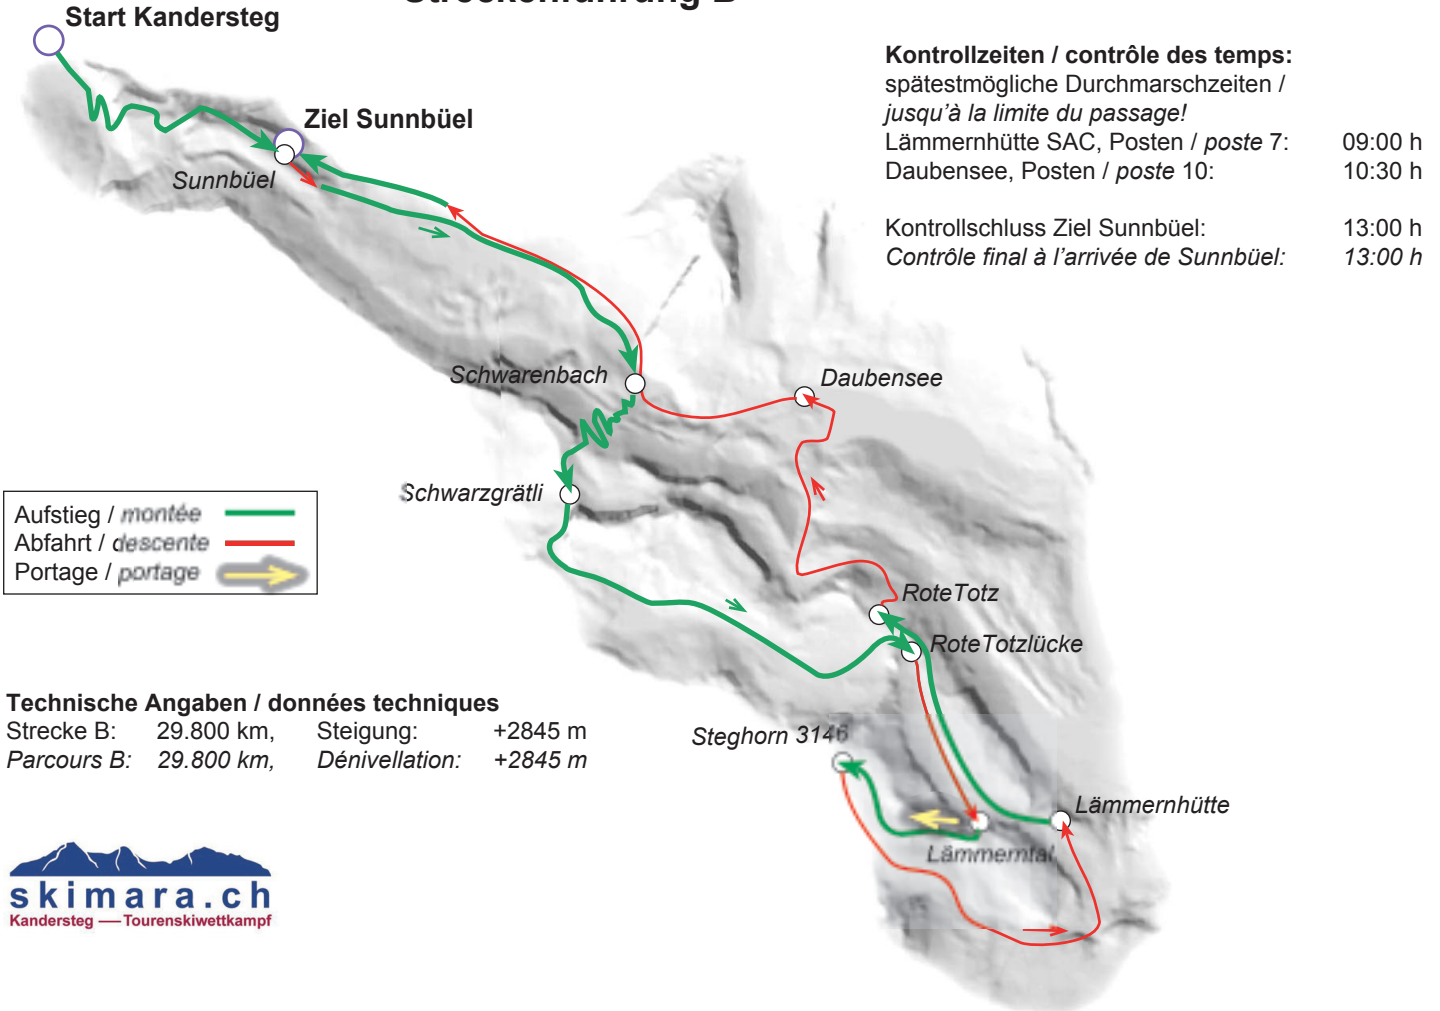 Streckenführung B
Start Kandersteg
Kontrollzeiten / contrôle des temps:
spätestmögliche Durchmarschzeiten /
jusqu'à la limite du passage!
Lämmernhütte SAC, Posten / poste 7: 09:00 h
Daubensee, Posten / poste 10: 10:30 h
Kontrollschluss Ziel Sunnbüel: 13:00 h
Contrôle final à l'arrivée de Sunnbüel: 13:00 h
Ziel Sunnbüel
Sunnbüel
Schwarenbach
Daubensee
Schwarzgrätli
Aufstieg / montée
Abfahrt / descente
Portage / portage
RoteTotz
RoteTotzlücke
Technische Angaben / données techniques
Strecke B: 29.800 km, Steigung: +2845 m
Parcours B: 29.800 km, Dénivellation: +2845 m
Steghorn 3146
Lämmernhütte
Lämmerntal
skimara.ch
Kandersteg — Tourenskiwettkampf